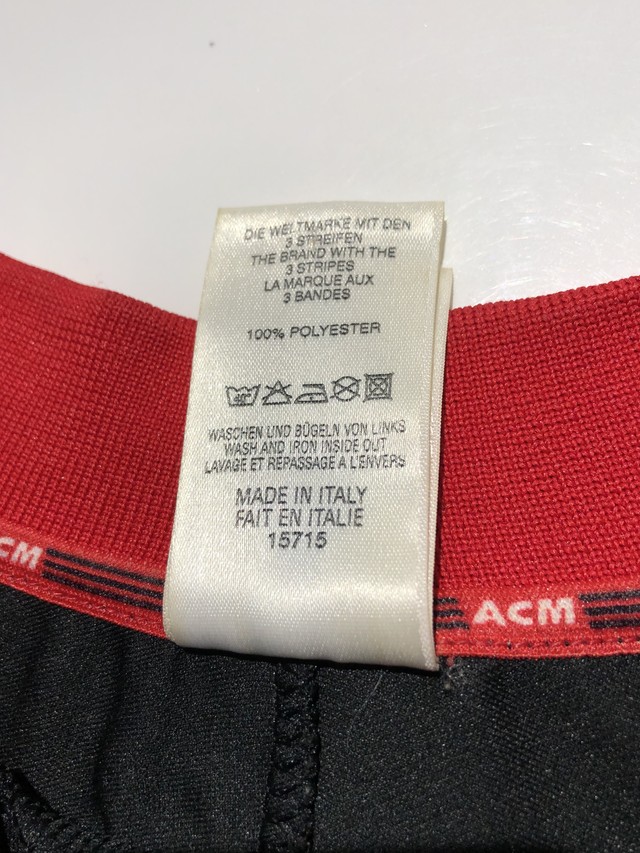 DIE WELTMARKE MIT DEN
3 STREIFEN
THE BRAND WITH THE
3 STRIPES
LA MARQUE AUX
3 BANDES
100% POLYESTER
40°
WASCHEN UND BÜGELN VON LINKS
WASH AND IRON INSIDE OUT
LAVAGE ET REPASSAGE A L'ENVERS
MADE IN ITALY
FAIT EN ITALIE
15715
CM
ACM